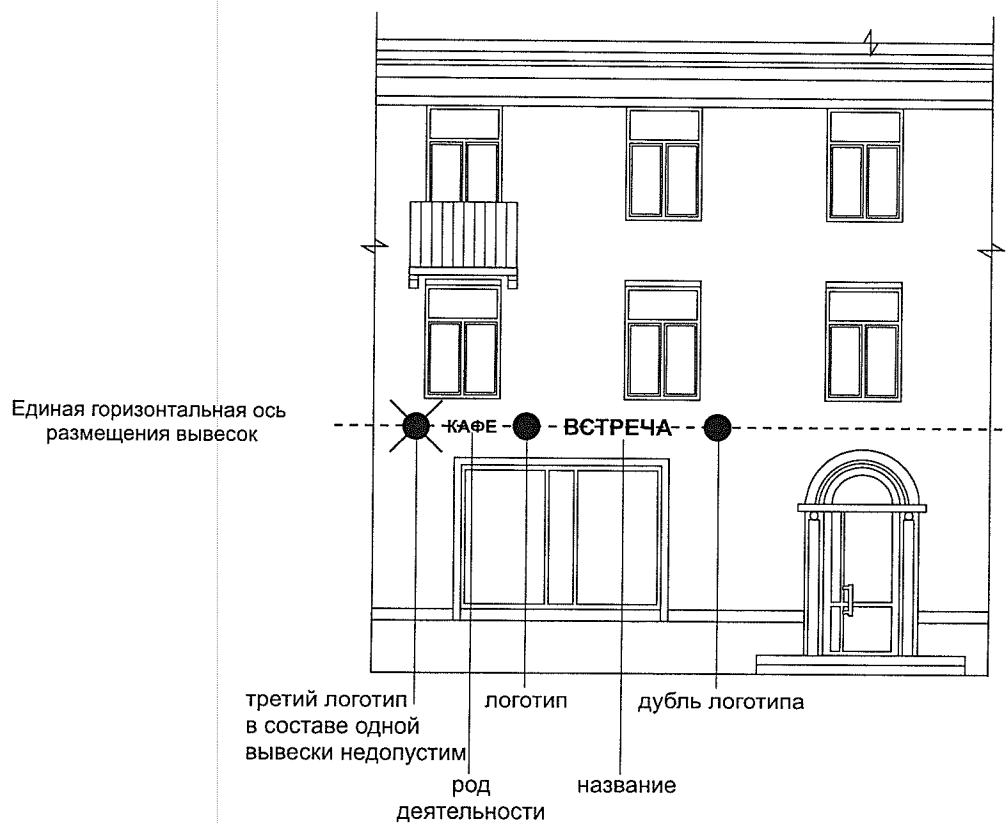 Единая горизонтальная ось
размещения вывесок
КАФЕ ВСТРЕЧА
третий логотип
в составе одной
вывески недопустим
логотип
дубль логотипа
род
деятельности
название